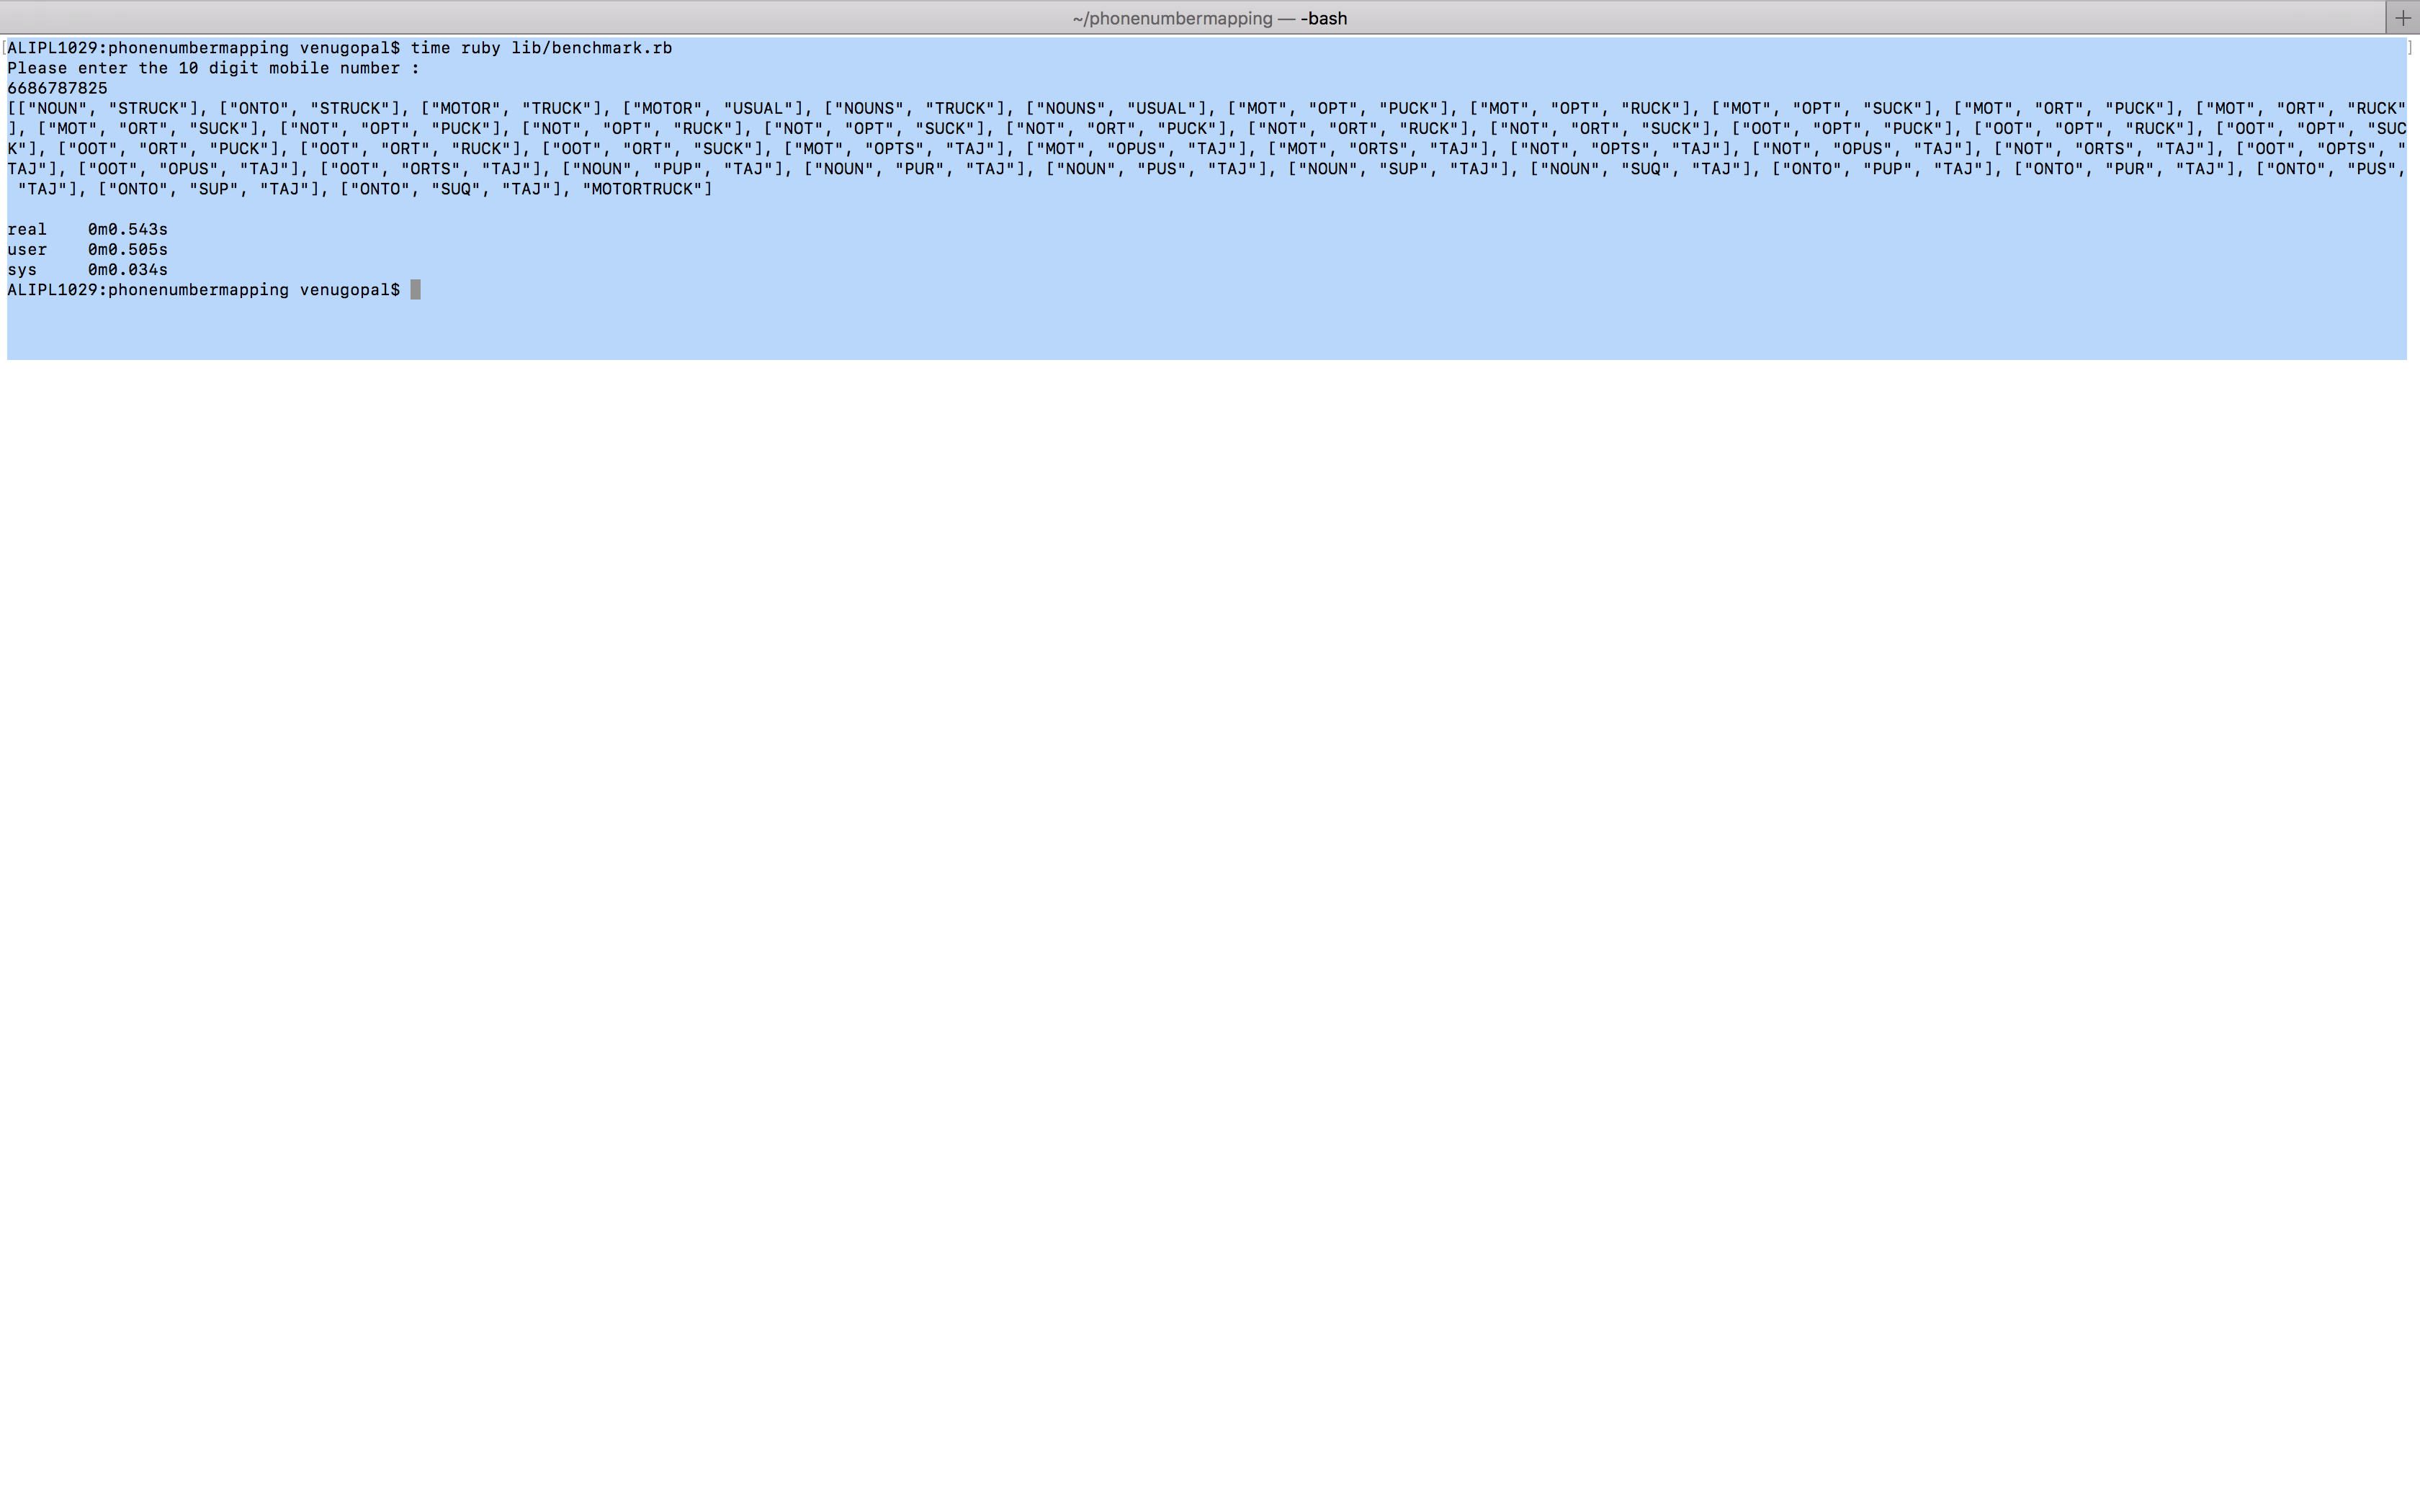 ~/phonenumbermapping — -bash
[ALIPL1029:phonenumbermapping venugopal$ time ruby lib/benchmark.rb ]
Please enter the 10 digit mobile number :
6686787825
[["NOUN", "STRUCK"], ["ONTO", "STRUCK"], ["MOTOR", "TRUCK"], ["MOTOR", "USUAL"], ["NOUNS", "TRUCK"], ["NOUNS", "USUAL"], ["MOT", "OPT", "PUCK"], ["MOT", "OPT", "RUCK"], ["MOT", "OPT", "SUCK"], ["MOT", "ORT", "PUCK"], ["MOT", "ORT", "RUCK"
], ["MOT", "ORT", "SUCK"], ["NOT", "OPT", "PUCK"], ["NOT", "OPT", "RUCK"], ["NOT", "OPT", "SUCK"], ["NOT", "ORT", "PUCK"], ["NOT", "ORT", "RUCK"], ["NOT", "ORT", "SUCK"], ["OOT", "OPT", "PUCK"], ["OOT", "OPT", "RUCK"], ["OOT", "OPT", "SUC
K"], ["OOT", "ORT", "PUCK"], ["OOT", "ORT", "RUCK"], ["OOT", "ORT", "SUCK"], ["MOT", "OPTS", "TAJ"], ["MOT", "OPUS", "TAJ"], ["MOT", "ORTS", "TAJ"], ["NOT", "OPTS", "TAJ"], ["NOT", "OPUS", "TAJ"], ["NOT", "ORTS", "TAJ"], ["OOT", "OPTS", "
TAJ"], ["OOT", "OPUS", "TAJ"], ["OOT", "ORTS", "TAJ"], ["NOUN", "PUP", "TAJ"], ["NOUN", "PUR", "TAJ"], ["NOUN", "PUS", "TAJ"], ["NOUN", "SUP", "TAJ"], ["NOUN", "SUQ", "TAJ"], ["ONTO", "PUP", "TAJ"], ["ONTO", "PUR", "TAJ"], ["ONTO", "PUS",
"TAJ"], ["ONTO", "SUP", "TAJ"], ["ONTO", "SUQ", "TAJ"], "MOTORTRUCK"]
real 0m0.543s
user 0m0.505s
sys 0m0.034s
ALIPL1029:phonenumbermapping venugopal$